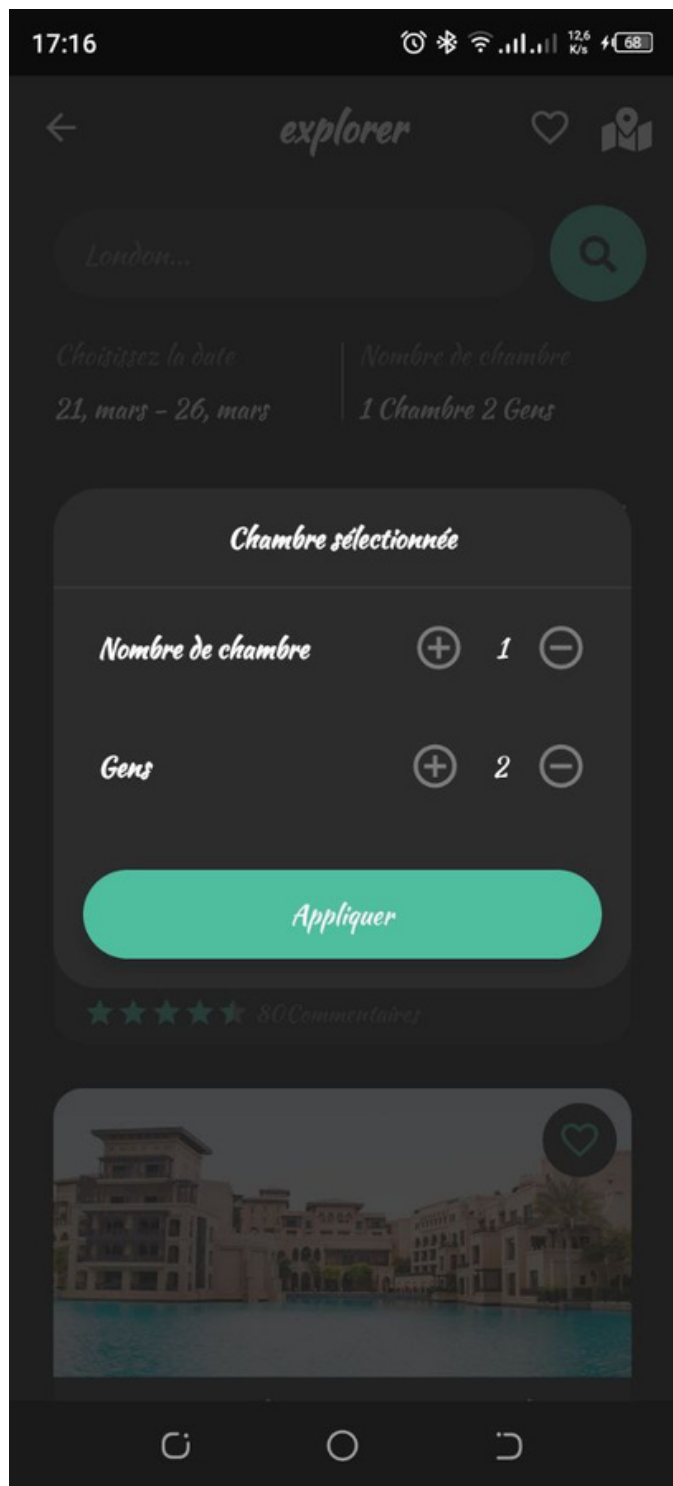 17:16
12,6
K/s
68
explorer
London...
Choisissez la date
Nombre de chambre
21, mars - 26, mars
1 Chambre 2 Gens
Chambre sélectionnée
Nombre de chambre
1
Gens
2
Appliquer
80Commentaires